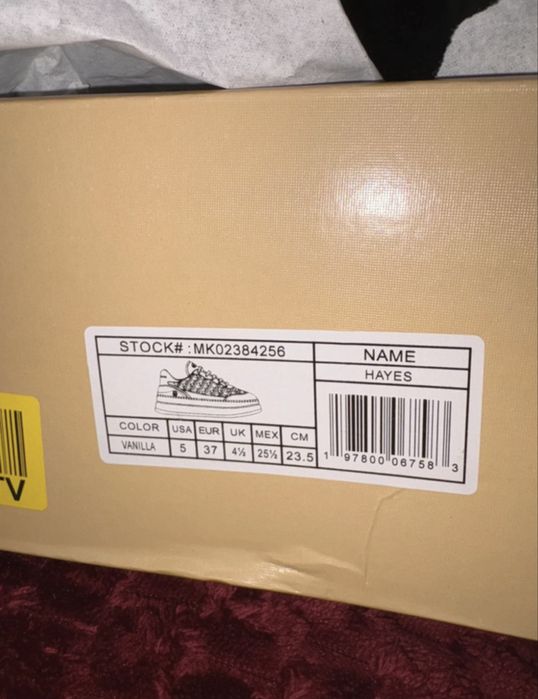 STOCK# : MK02384256
NAME
HAYES
COLOR USA EUR UK MEX CM
VANILLA 5 37 4½ 25½ 23.5
1 97800 06758 3